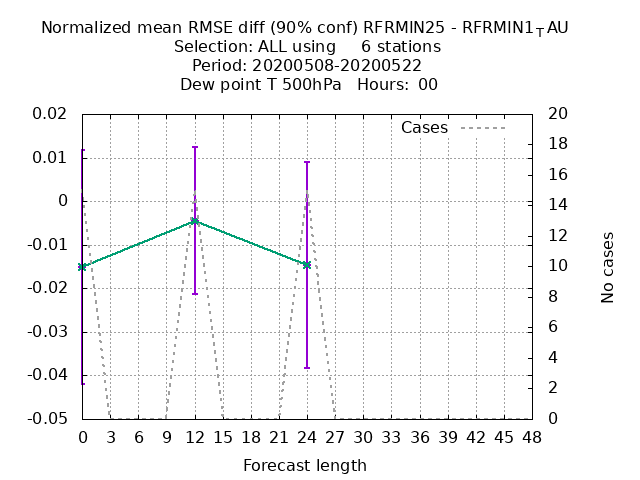 Normalized mean RMSE diff (90% conf) RFRMIN25 - RFRMIN1_TAU
Selection: ALL using 6 stations
Period: 20200508-20200522
Dew point T 500hPa Hours: 00
Cases
0.02
0.01
0
-0.01
-0.02
-0.03
-0.04
-0.05
20
18
16
14
12
10
8
6
4
2
0
No cases
0 3 6 9 12 15 18 21 24 27 30 33 36 39 42 45 48
Forecast length